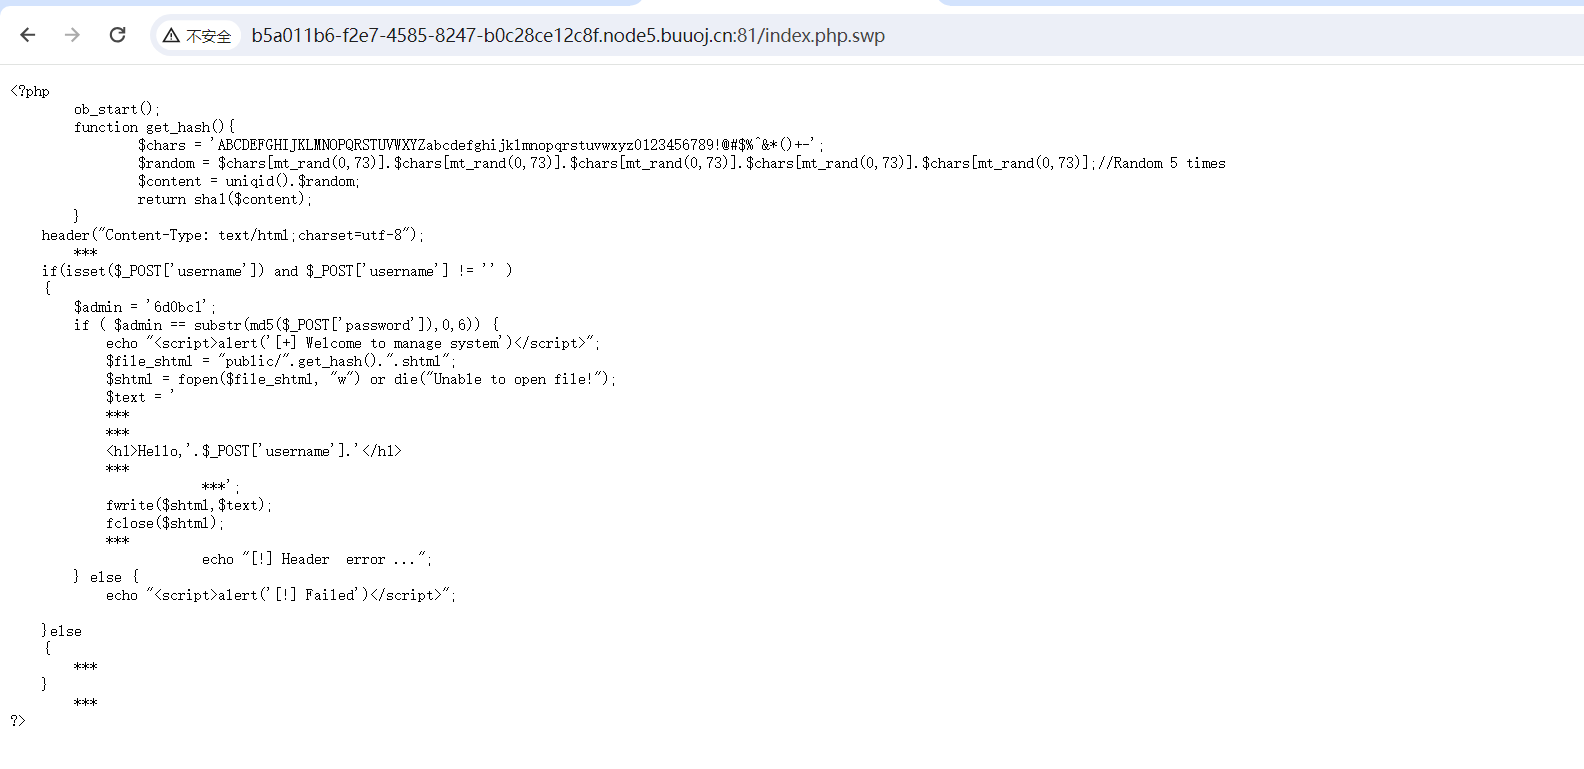 不安全 b5a011b6-f2e7-4585-8247-b0c28ce12c8f.node5.buuoj.cn:81/index.php.swp
<?php
ob_start();
function get_hash(){
$chars = 'ABCDEFGHIJKLMNOPQRSTUVWXYZabcdefghijklmnopqrstuvwxyz0123456789!@#$%^&*()+-';
$random = $chars[mt_rand(0,73)].$chars[mt_rand(0,73)].$chars[mt_rand(0,73)].$chars[mt_rand(0,73)].$chars[mt_rand(0,73)];//Random 5 times
$content = uniqid().$random;
return sha1($content);
}
header("Content-Type: text/html;charset=utf-8");
***
if(isset($_POST['username']) and $_POST['username'] != '' )
{
$admin = '6d0bc1';
if ( $admin == substr(md5($_POST['password']),0,6)) {
echo "<script>alert('[+] Welcome to manage system')</script>";
$file_shtml = "public/".get_hash().".shtml";
$shtml = fopen($file_shtml, "w") or die("Unable to open file!");
$text = '
***
***
<h1>Hello,'.$_POST['username'].'</h1>
***
***';
fwrite($shtml,$text);
fclose($shtml);
***
echo "[!] Header  error ...";
} else {
echo "<script>alert('[!] Failed')</script>";
}else
{
***
}
***
?>